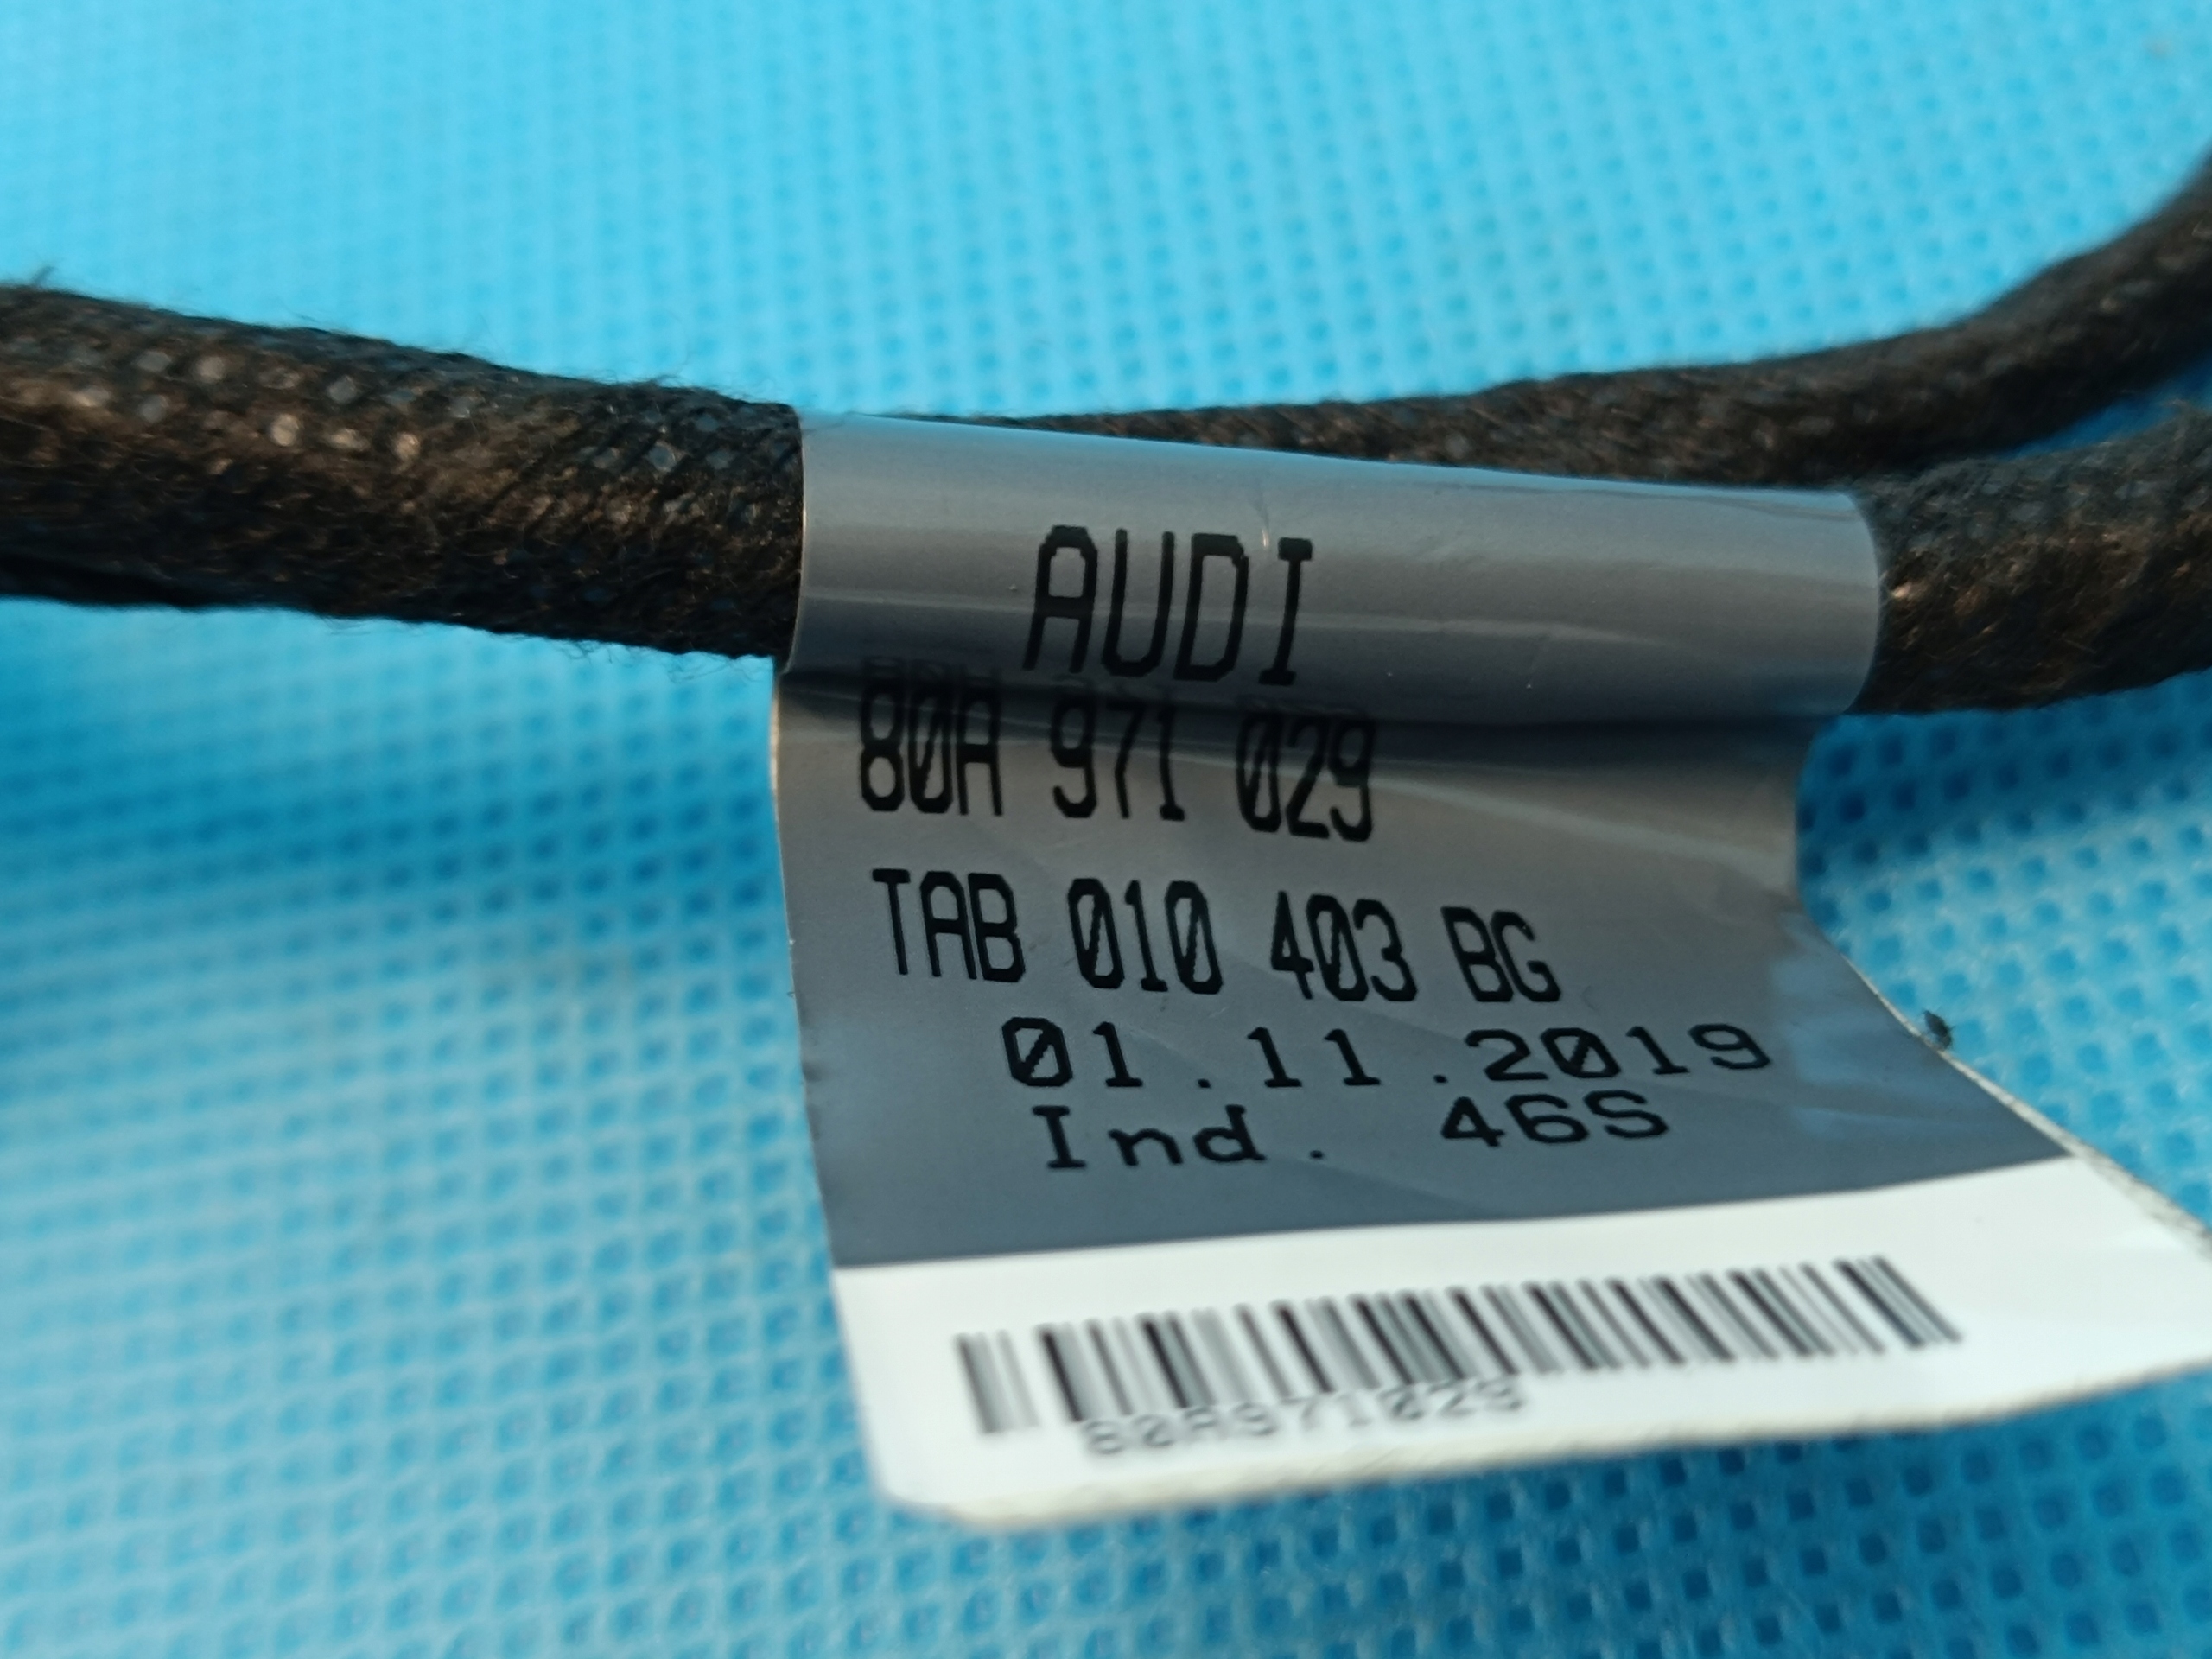 AUDI
80A 971 029
TAB 010 403 BG
01.11.2019
Ind. 46S
80A971029